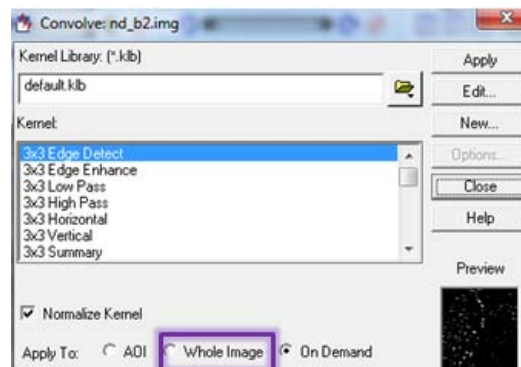 Convolve: nd_b2.img
Kernel Library: (*.klb)
default.klb
Kernel:
3x3 Edge Detect
3x3 Edge Enhance
3x3 Low Pass
3x3 High Pass
3x3 Horizontal
3x3 Vertical
3x3 Summary
Normalize Kernel
Apply To: AOI Whole Image On Demand
Apply
Edit...
New...
Options...
Close
Help
Preview